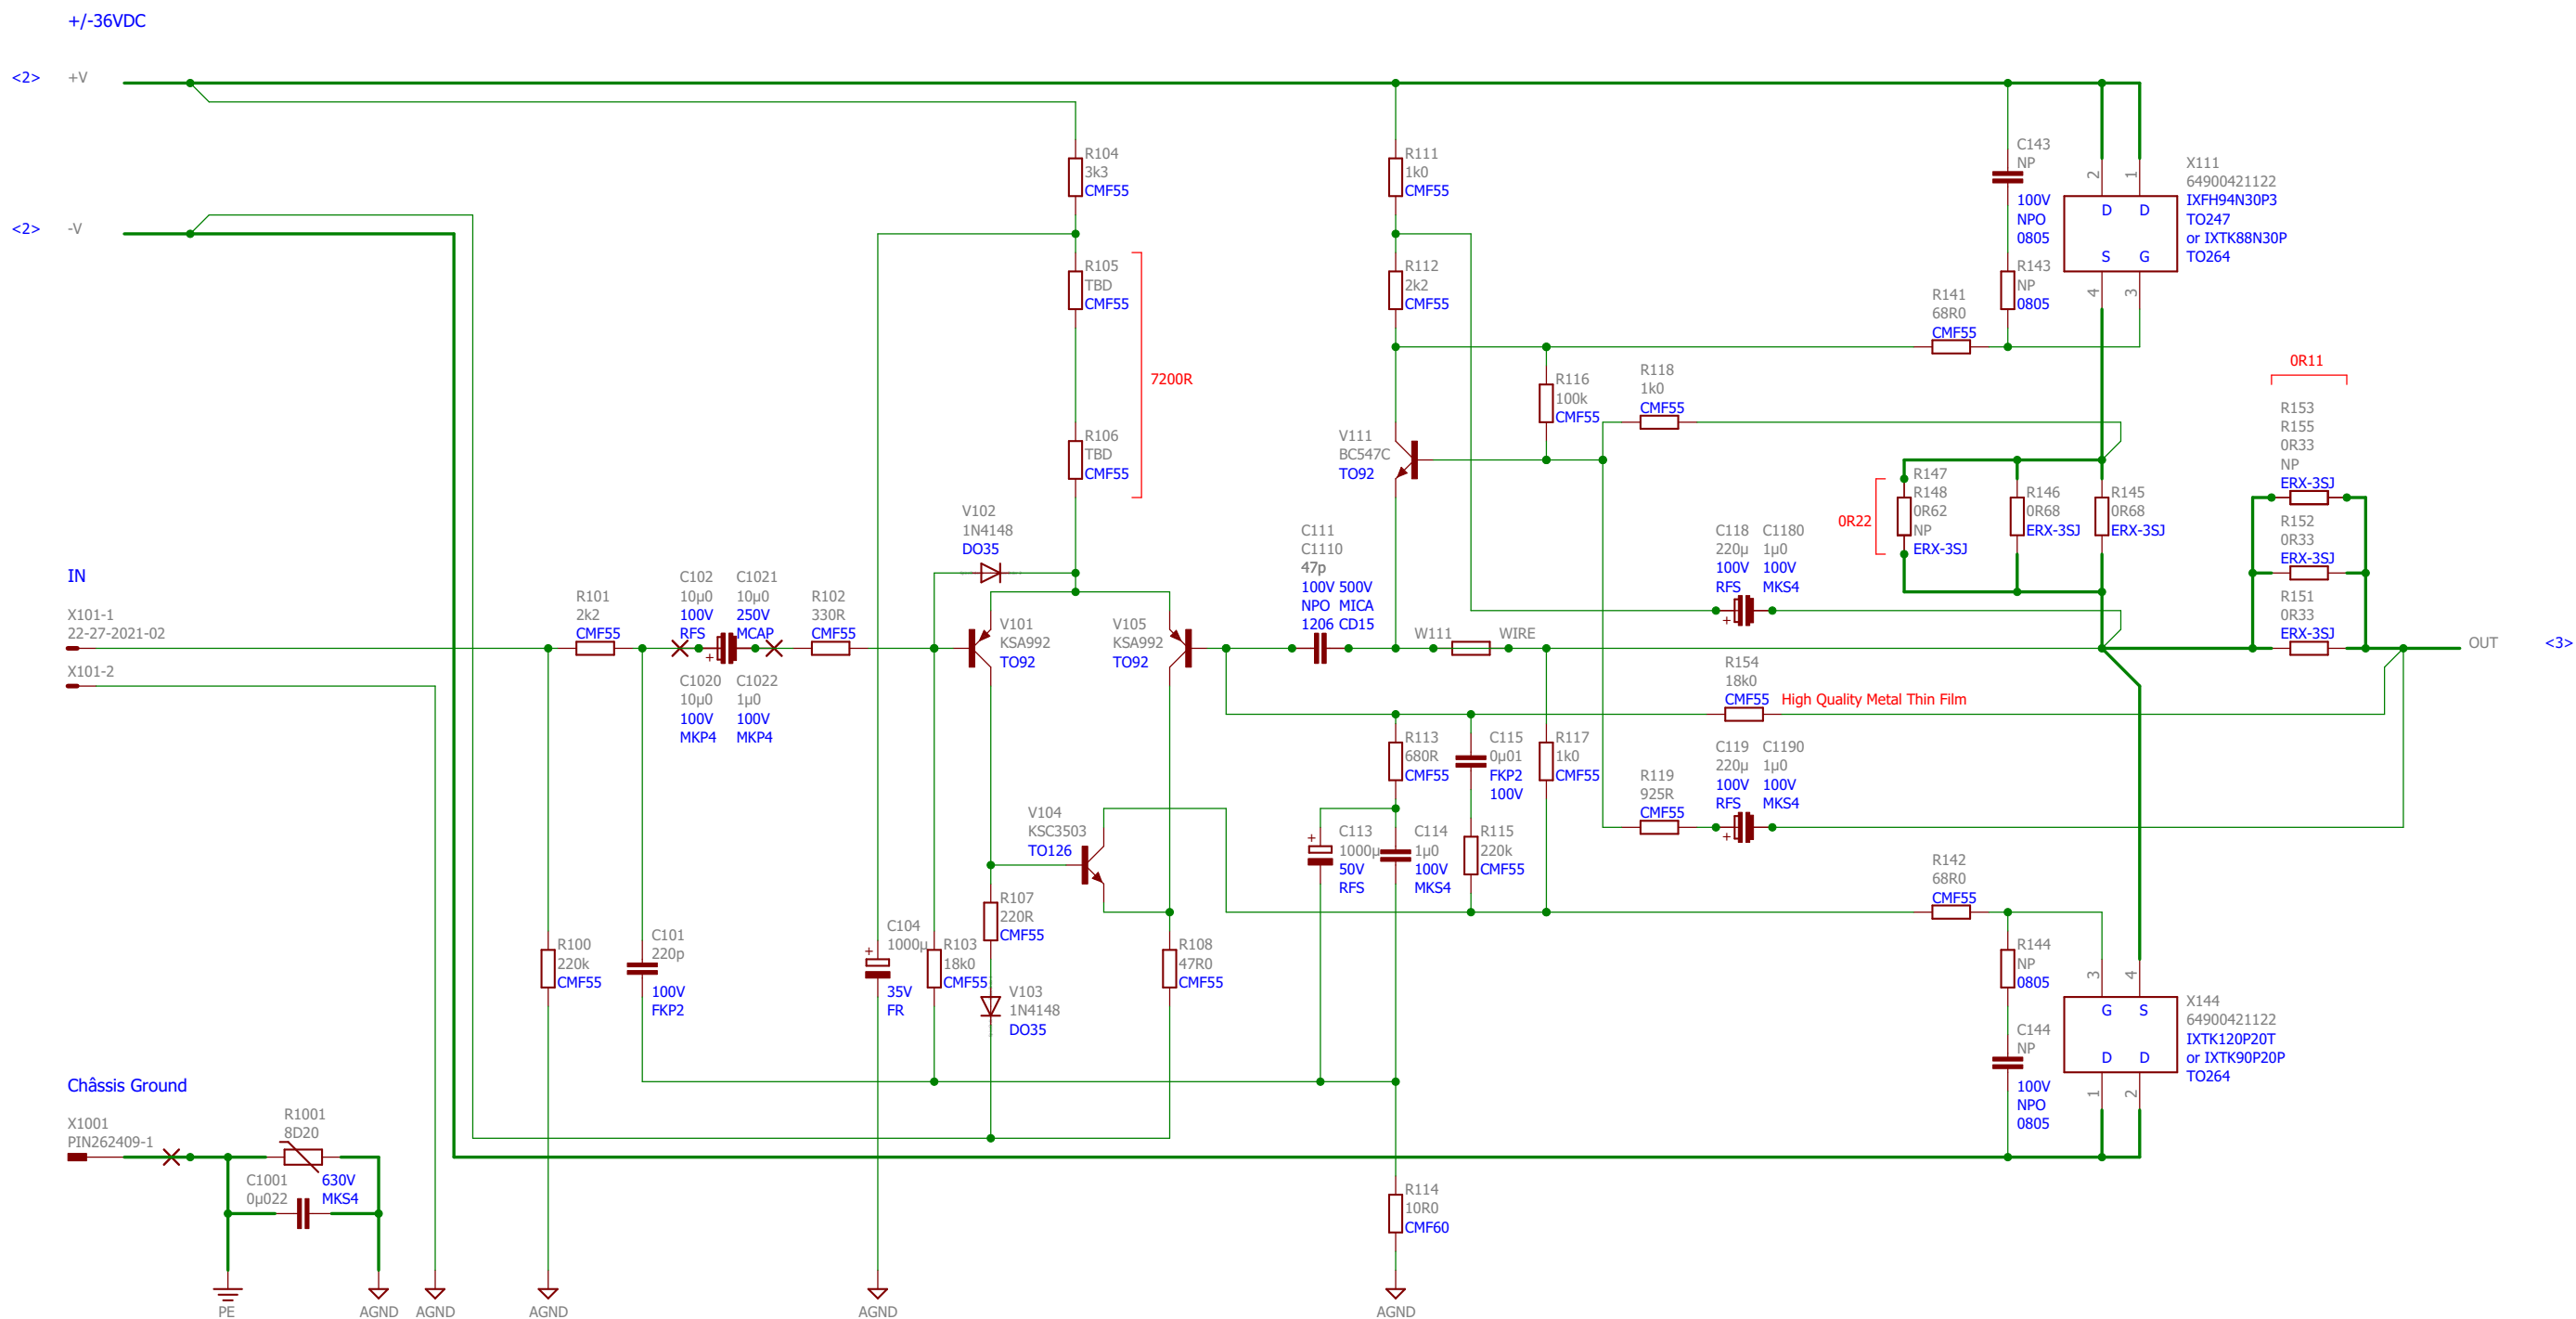 +/-36VDC
<2> +V
<2> -V
R104
3k3
CMF55
R105
TBD
CMF55
7200R
R106
TBD
CMF55
R111
1k0
CMF55
R112
2k2
CMF55
C143
NP
100V
NPO
0805
R143
NP
0805
X111
64900421122
IXFH94N30P3
TO247
or IXTK88N30P
TO264
2
1
D D
S G
4
3
R141
68R0
CMF55
R116
100k
CMF55
R118
1k0
CMF55
V111
BC547C
TO92
0R11
R153
R155
0R33
NP
ERX-3SJ
R152
0R33
ERX-3SJ
R151
0R33
ERX-3SJ
0R22
R147
R148
0R62
NP
ERX-3SJ
R146
0R68
ERX-3SJ
R145
0R68
ERX-3SJ
V102
1N4148
DO35
C111
C1110
47p
100V 500V
NPO MICA
1206 CD15
C118 C1180
220µ 1µ0
100V 100V
RFS MKS4
+
IN
X101-1
22-27-2021-02
X101-2
R101
2k2
CMF55
C102 C1021
10µ0 10µ0
100V 250V
RFS MCAP
+
C1020 C1022
10µ0 1µ0
100V 100V
MKP4 MKP4
R102
330R
CMF55
V101
KSA992
TO92
V105
KSA992
TO92
W111 WIRE
OUT <3>
R154
18k0
CMF55 High Quality Metal Thin Film
R113
680R
CMF55
C115
0µ01
FKP2
100V
R117
1k0
CMF55
C119 C1190
220µ 1µ0
100V 100V
RFS MKS4
+
R119
925R
CMF55
V104
KSC3503
TO126
+
C113
1000µ
50V
RFS
C114
1µ0
100V
MKS4
R115
220k
CMF55
R142
68R0
CMF55
R107
220R
CMF55
R100
220k
CMF55
C101
220p
100V
FKP2
+
C104
1000µ
35V
FR
R103
18k0
CMF55
V103
1N4148
DO35
R108
47R0
CMF55
R144
NP
0805
C144
NP
100V
NPO
0805
3
4
G S
D D
1
2
X144
64900421122
IXTK120P20T
or IXTK90P20P
TO264
Châssis Ground
X1001
PIN262409-1
R1001
8D20
C1001
0µ022
630V
MKS4
R114
10R0
CMF60
PE
AGND
AGND
AGND
AGND
AGND